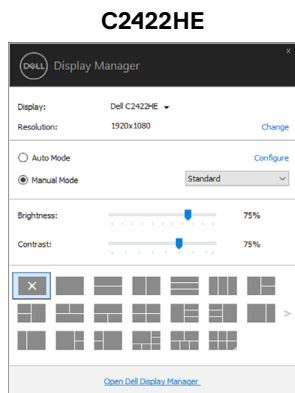 C2422HE
x
DELL Display Manager
Display: Dell C2422HE
Resolution: 1920x1080 Change
Auto Mode Configure
Manual Mode Standard
Brightness: 75%
Contrast: 75%
Open Dell Display Manager